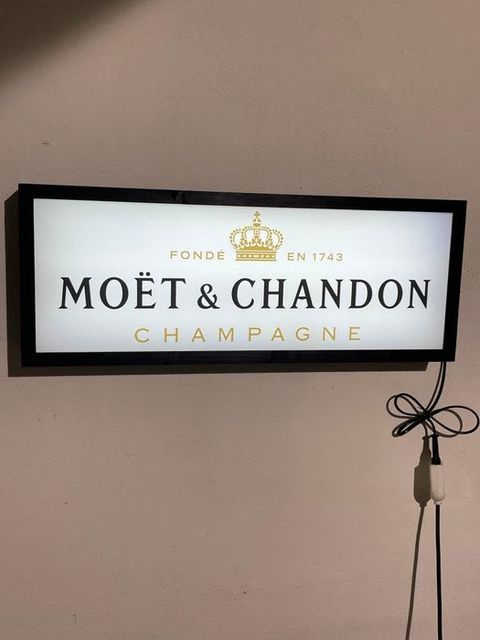 FONDÉ EN 1743
MOËT & CHANDON
CHAMPAGNE